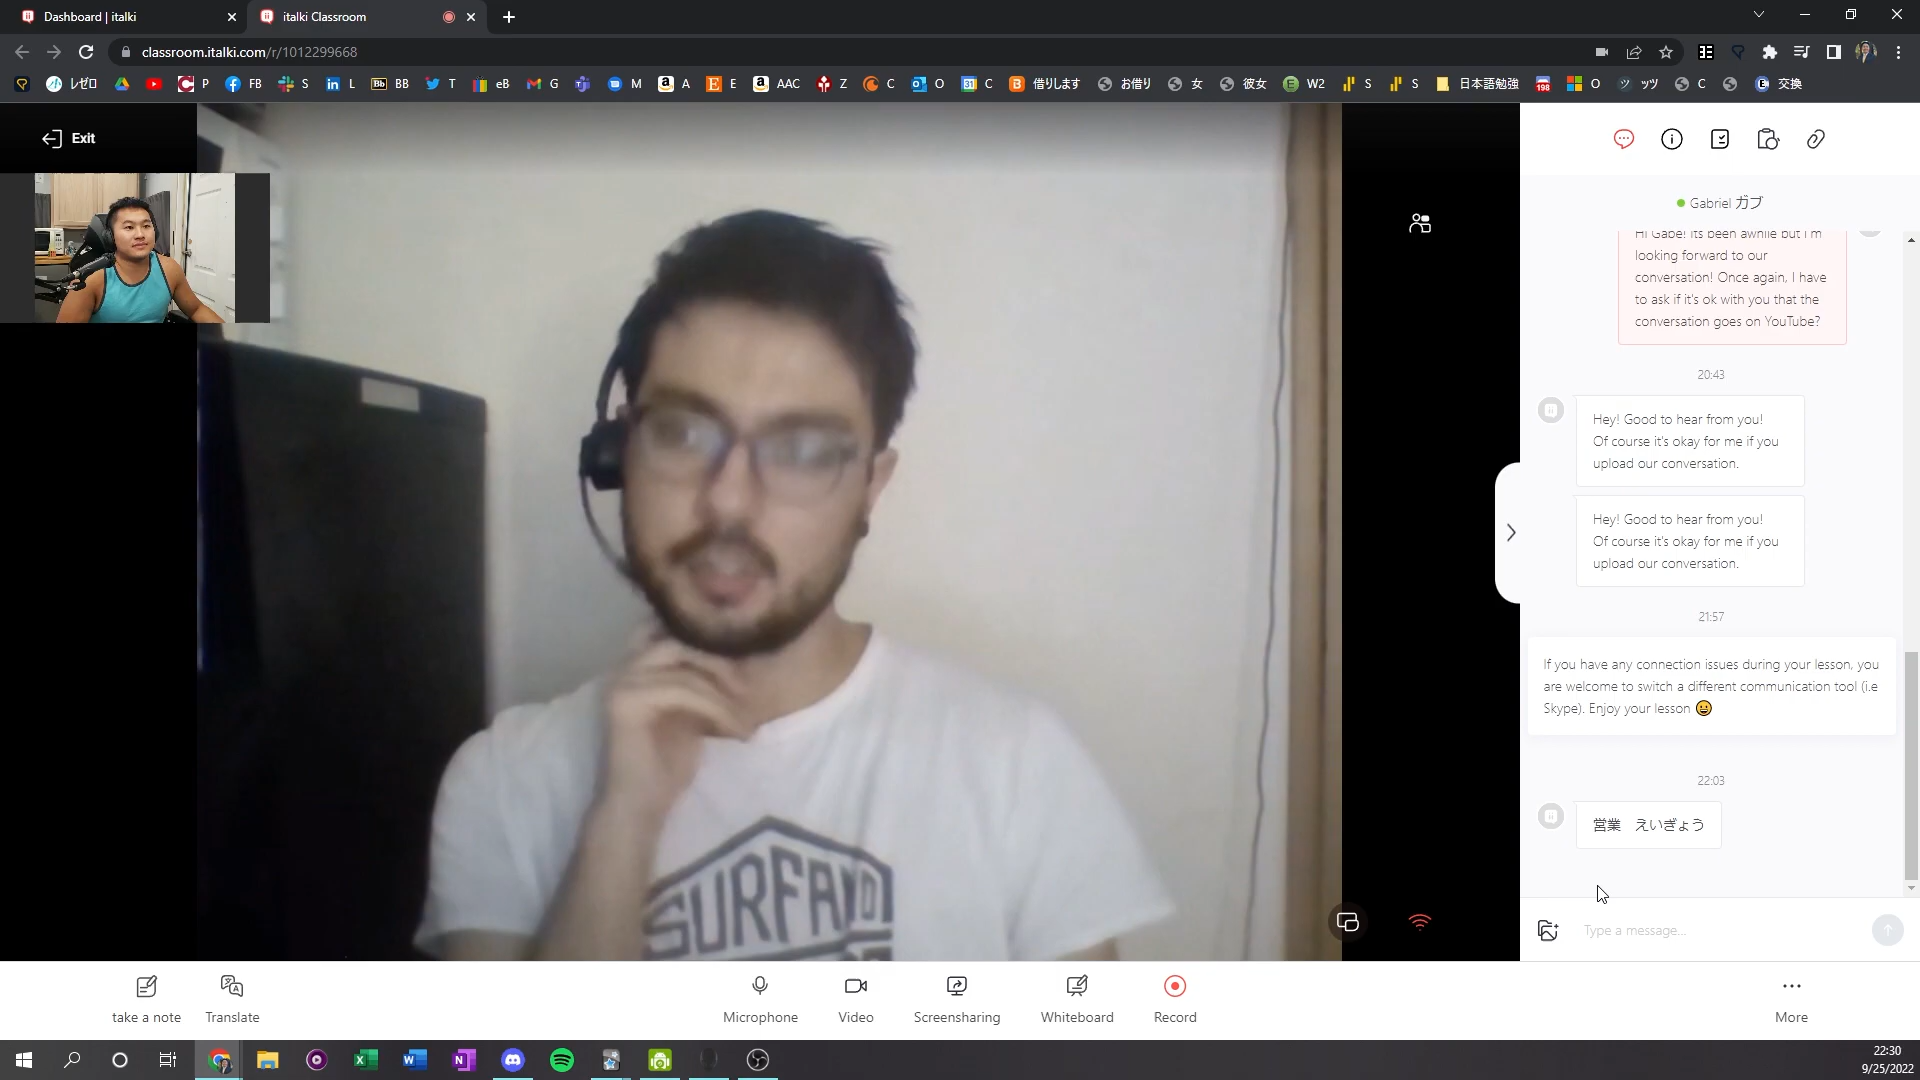 Dashboard | italki
italki Classroom
classroom.italki.com/r/1012299668
レゼロ
P
FB
S
L
Bb
BB
T
eB
G
M
A
E
AAC
Z
C
O
31
C
借ります
お借り
女
彼女
W2
S
S
日本語勉強
198
O
ッツ
C
交換
Exit
Gabriel ガブ
Hi Gabe! Its been awhile but I'm
looking forward to our
conversation! Once again, I have
to ask if it's ok with you that the
conversation goes on YouTube?
20:43
Hey! Good to hear from you!
Of course it's okay for me if you
upload our conversation.
Hey! Good to hear from you!
Of course it's okay for me if you
upload our conversation.
21:57
If you have any connection issues during your lesson, you
are welcome to switch a different communication tool (i.e
Skype). Enjoy your lesson 😀
22:03
営業　えいぎょう
Type a message...
take a note
Translate
Microphone
Video
Screensharing
Whiteboard
Record
More
22:30
9/25/2022